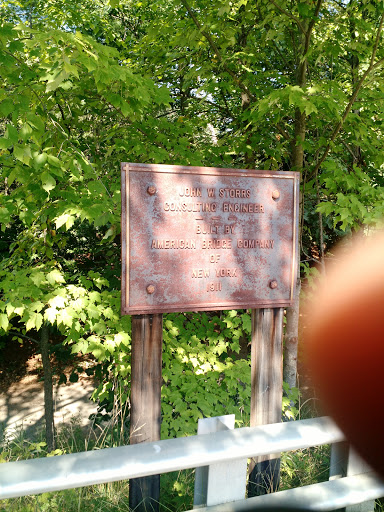 JOHN W. STORRS
CONSULTING ENGINEER
BUILT BY
AMERICAN BRIDGE COMPANY
OF
NEW YORK
1911